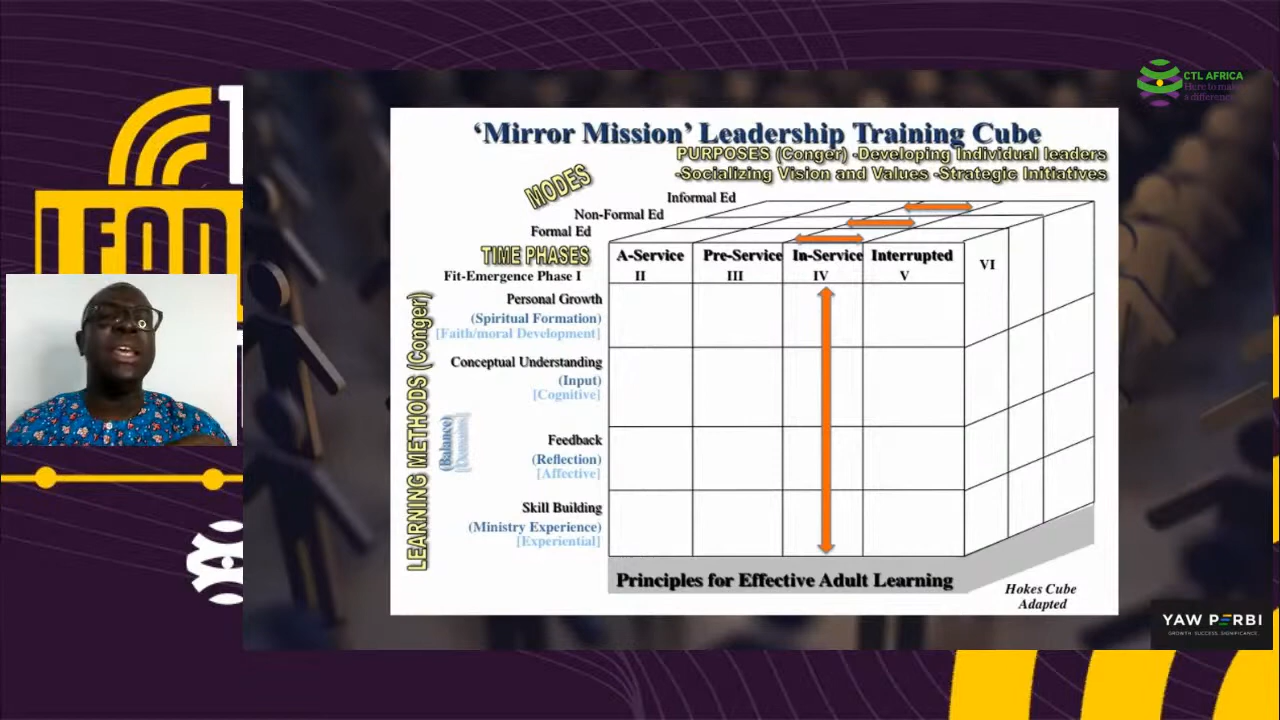 CTL AFRICA
Here to make
a difference
'Mirror Mission' Leadership Training Cube
PURPOSES (Conger) -Developing Individual leaders
-Socializing Vision and Values -Strategic Initiatives
MODES
Informal Ed
Non-Formal Ed
Formal Ed
TIME PHASES
Fit-Emergence Phase I
A-Service
II
Pre-Service
III
In-Service
IV
Interrupted
V
VI
LEARNING METHODS (Conger)
(Balance)
[Domains]
Personal Growth
(Spiritual Formation)
[Faith/moral Development]
Conceptual Understanding
(Input)
[Cognitive]
Feedback
(Reflection)
[Affective]
Skill Building
(Ministry Experience)
[Experiential]
Principles for Effective Adult Learning
Hokes Cube
Adapted
YAW PERBI
GROWTH. SUCCESS. SIGNIFICANCE.